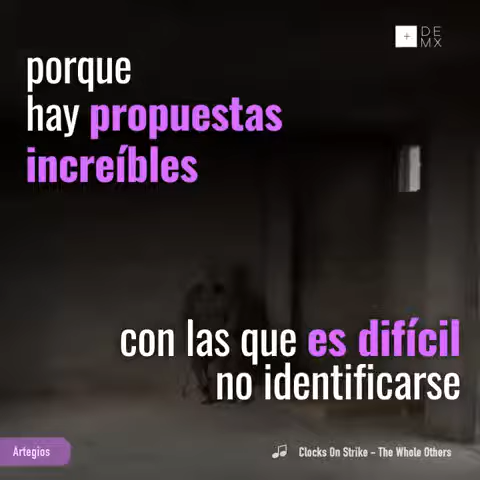 + DE
MX
porque
hay propuestas
increíbles
con las que es difícil
no identificarse
Artegios
Clocks On Strike - The Whole Others